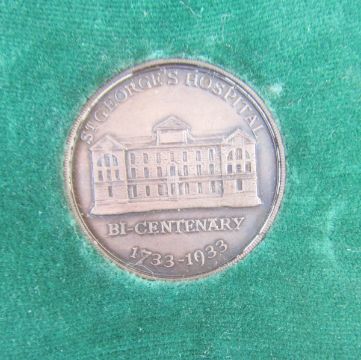 ST GEORGE'S HOSPITAL
BI-CENTENARY
1733-1933